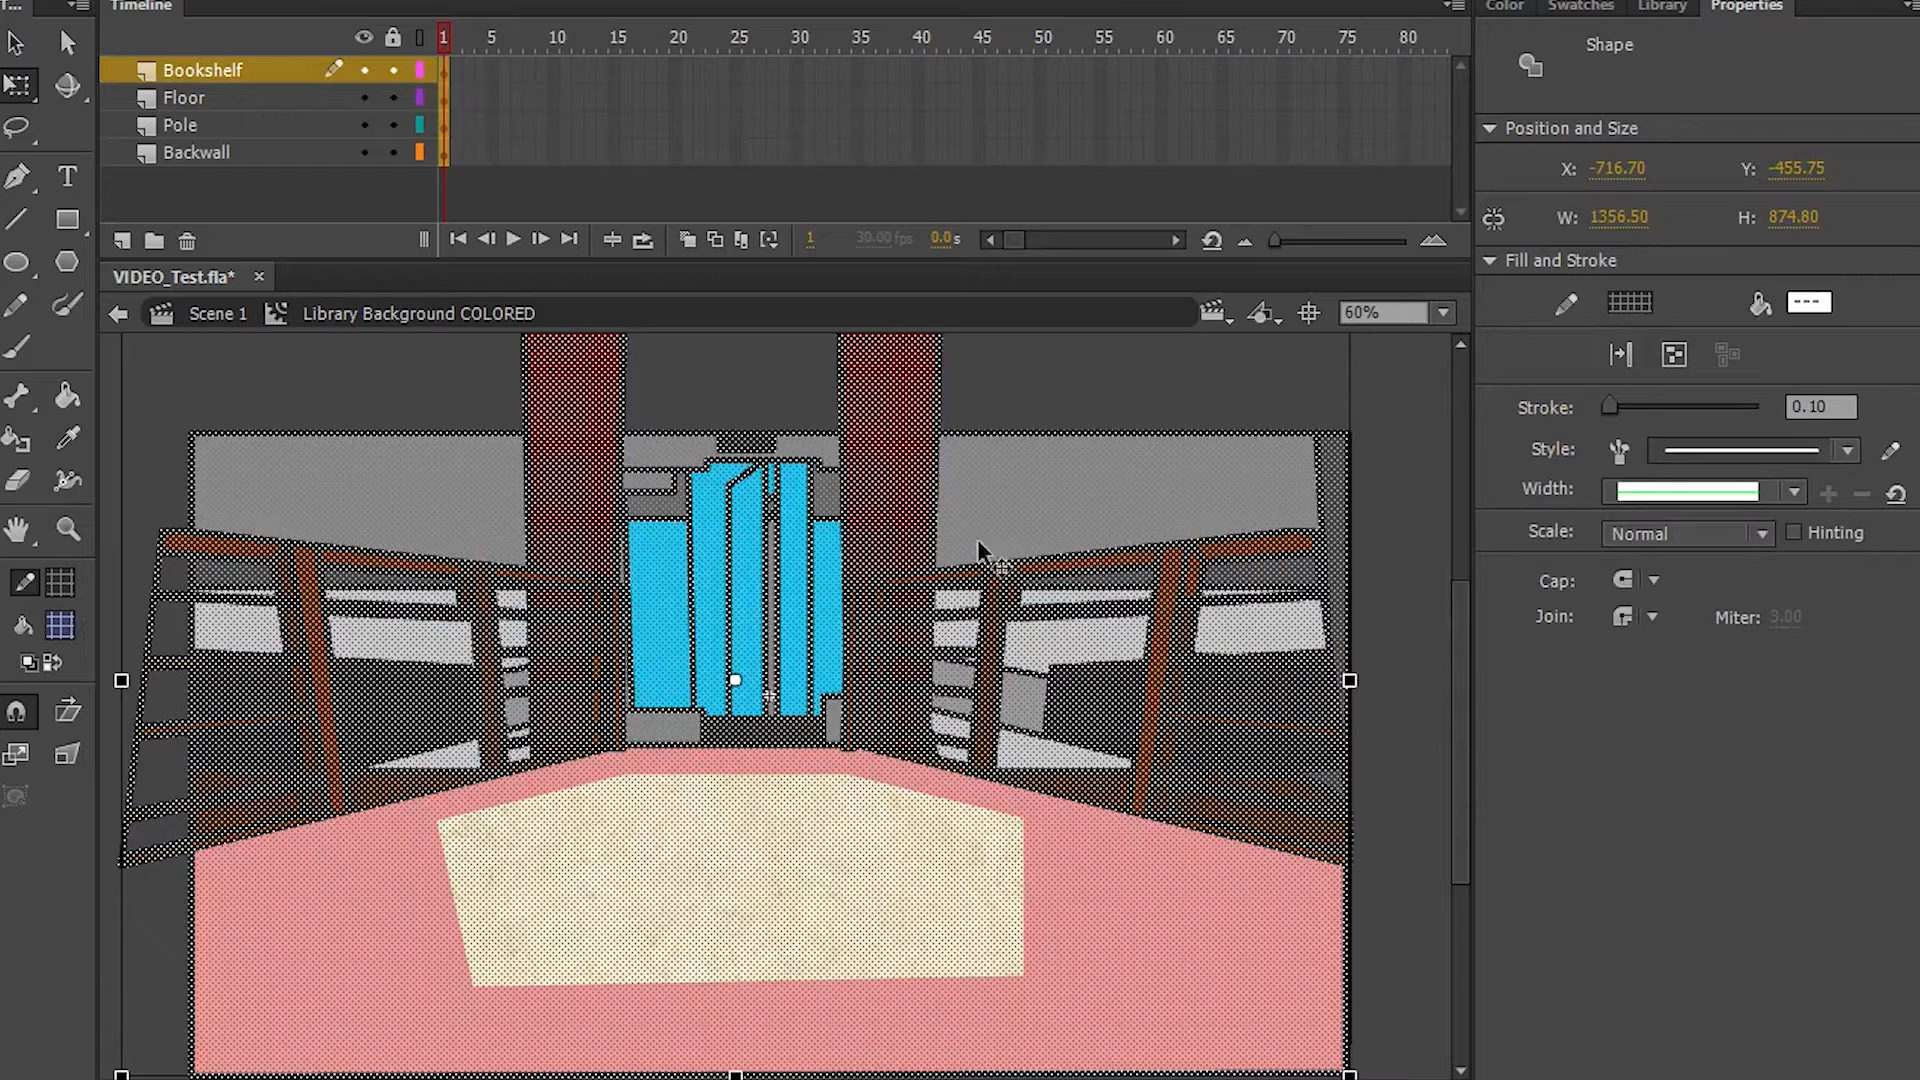 T...
Timeline
Color
Swatches
Library
Properties
1 5 10 15 20 25 30 35 40 45 50 55 60 65 70 75 80
Shape
Bookshelf
Floor
Pole
Backwall
Position and Size
X: -716.70 Y: -455.75
W: 1356.50 H: 874.80
1 30.00 fps 0.0 s
Fill and Stroke
VIDEO_Test.fla* ×
Scene 1 Library Background COLORED 60%
Stroke: 0.10
Style:
Width:
Scale: Normal Hinting
Cap:
Join: Miter: 3.00
T